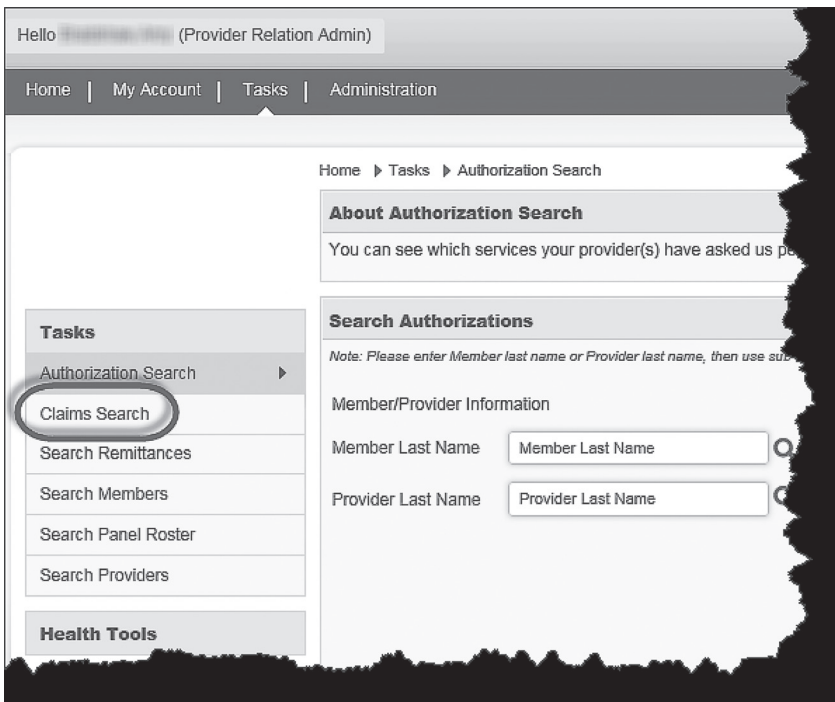 Hello (Provider Relation Admin)
Home | My Account | Tasks | Administration
Home Tasks Authorization Search
About Authorization Search
You can see which services your provider(s) have asked us
Tasks
Authorization Search
Claims Search
Search Remittances
Search Members
Search Panel Roster
Search Providers
Health Tools
Search Authorizations
Note: Please enter Member last name or Provider last name, then use
Member/Provider Information
Member Last Name Member Last Name
Provider Last Name Provider Last Name